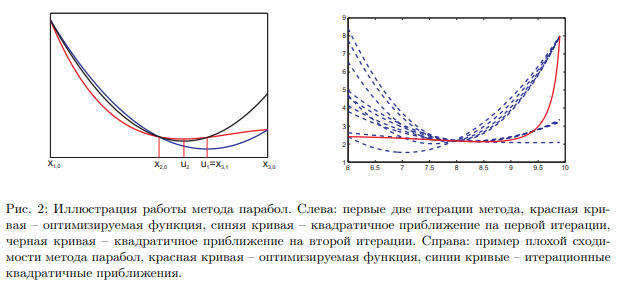 x1,0 x2,0 u2 u1=x3,1 x3,0
9
8
7
6
5
4
3
2
1
6 6.5 7 7.5 8 8.5 9 9.5 10
Рис. 2: Иллюстрация работы метода парабол. Слева: первые две итерации метода, красная кри-
вая – оптимизируемая функция, синяя кривая – квадратичное приближение на первой итерации,
черная кривая – квадратичное приближение на второй итерации. Справа: пример плохой сходи-
мости метода парабол, красная кривая – оптимизируемая функция, синии кривые – итерационные
квадратичные приближения.